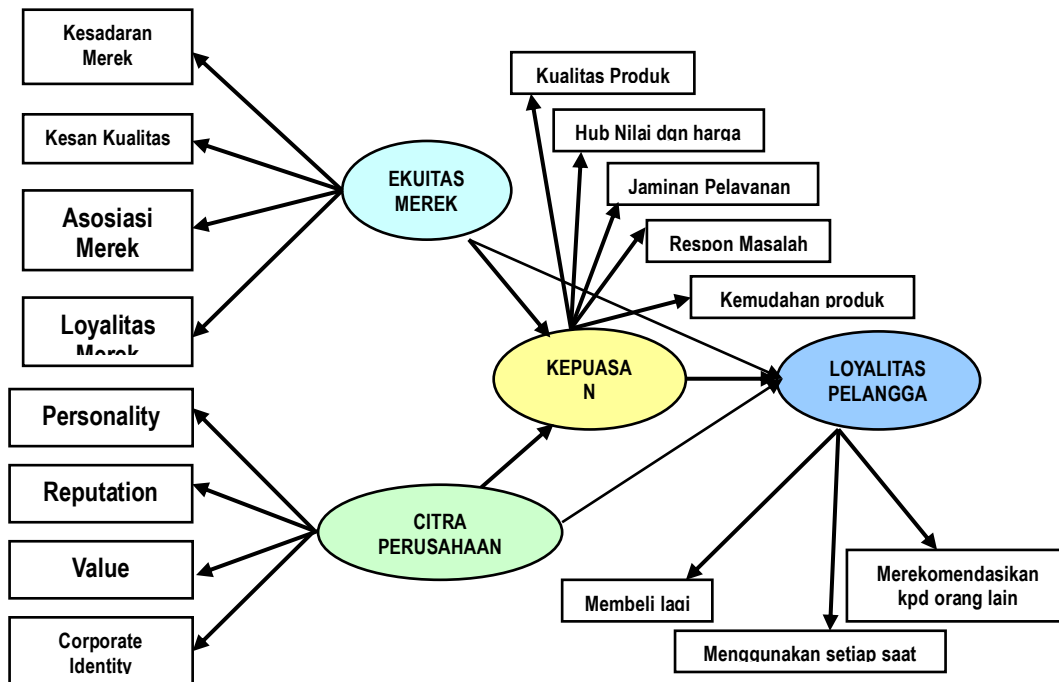 Kesadaran
Merek
Kesan Kualitas
Asosiasi
Merek
Loyalitas
Merek
Personality
Reputation
Value
Corporate
Identity
EKUITAS
MEREK
CITRA
PERUSAHAAN
Kualitas Produk
Hub Nilai dgn harga
Jaminan Pelayanan
Respon Masalah
Kemudahan produk
KEPUASA
N
LOYALITAS
PELANGGA
Membeli lagi
Menggunakan setiap saat
Merekomendasikan
kpd orang lain